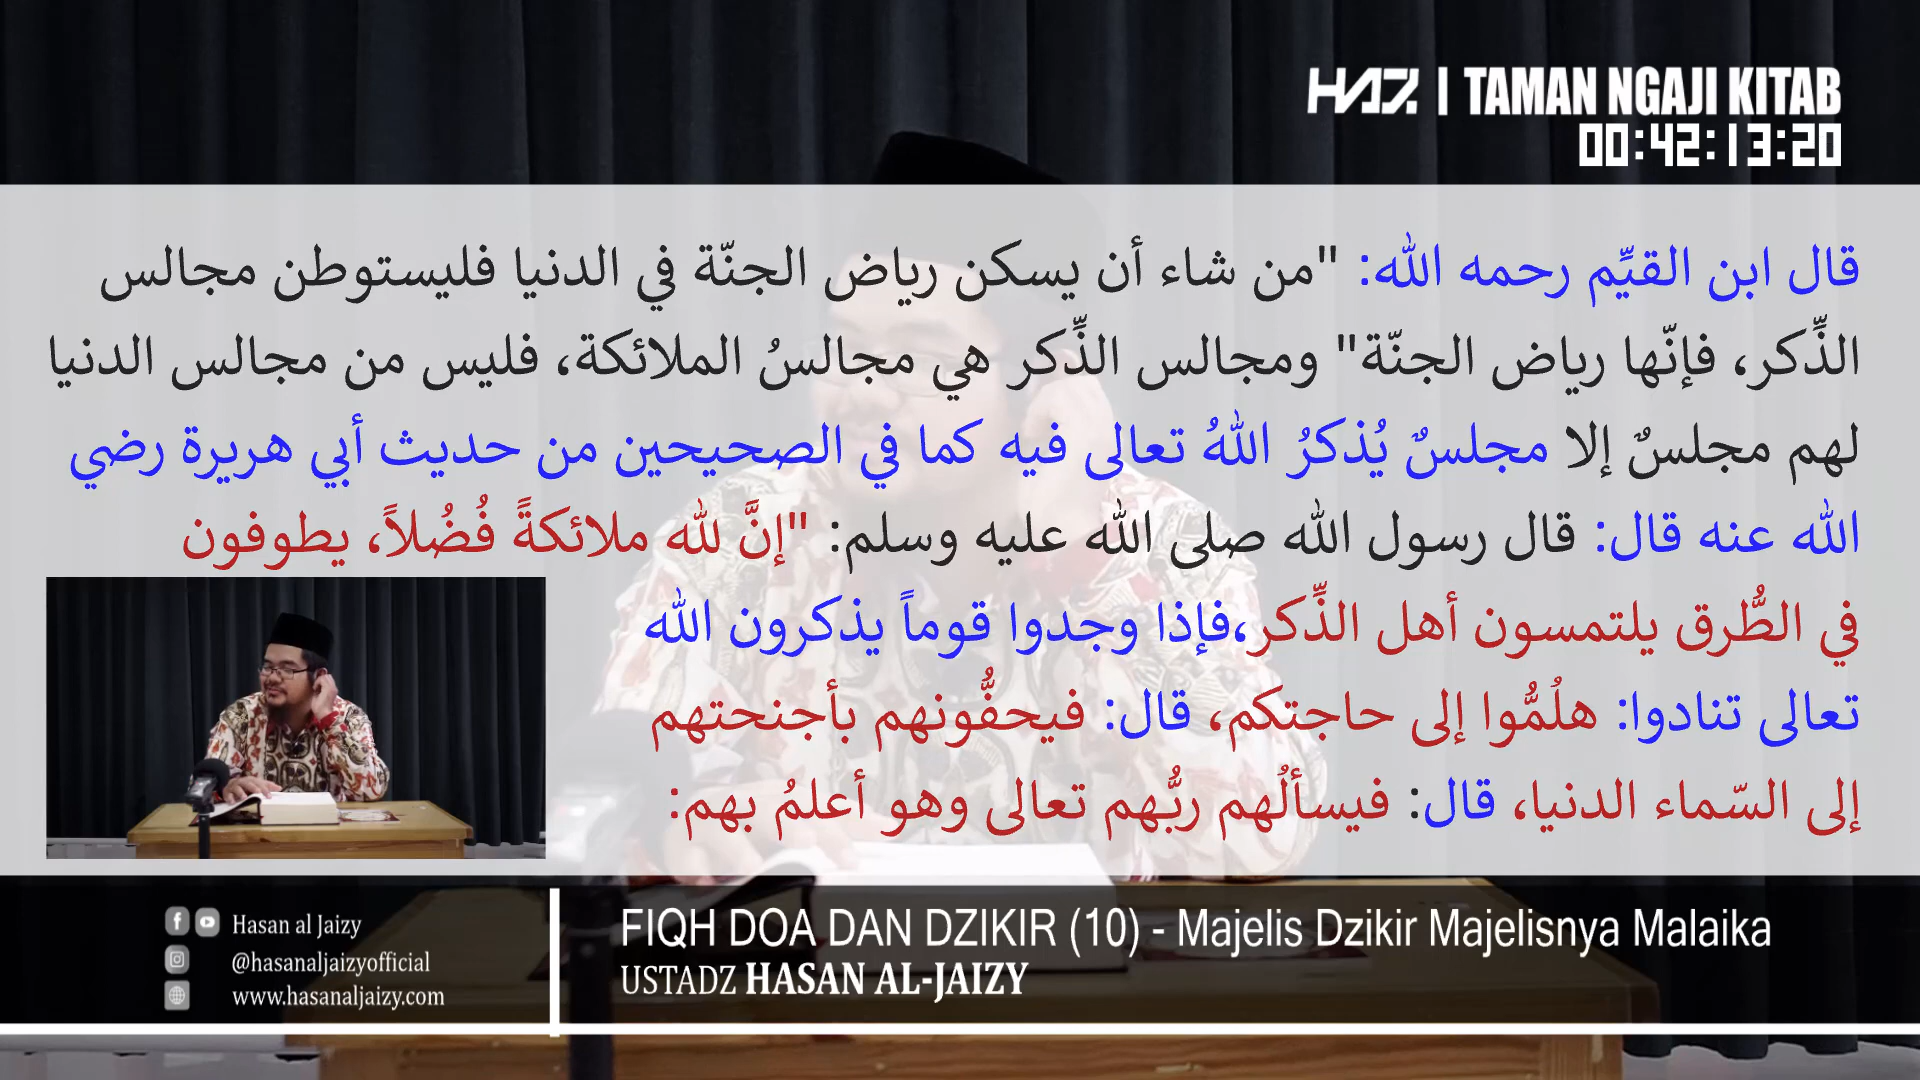 HAZ | TAMAN NGAJI KITAB
00:42:13:20
قال ابن القيِّم رحمه الله: "من شاء أن يسكن رياض الجنّة في الدنيا فليستوطن مجالس
الذِّكر، فإنّها رياض الجنّة" ومجالس الذِّكر هي مجالسُ الملائكة، فليس من مجالس الدنيا
لهم مجلسٌ إلا مجلسٌ يُذكرُ اللهُ تعالى فيه كما في الصحيحين من حديث أبي هريرة رضي
الله عنه قال: قال رسول الله صلى الله عليه وسلم: "إنَّ لله ملائكةً فُضُلاً، يطوفون
في الطُّرق يلتمسون أهل الذِّكر،فإذا وجدوا قوماً يذكرون الله
تعالى تنادوا: هلُمُّوا إلى حاجتكم، قال: فيحفُّونهم بأجنحتهم
إلى السّماء الدنيا، قال: فيسألُهم ربُّهم تعالى وهو أعلمُ بهم:
Hasan al Jaizy
@hasanaljaizyofficial
www.hasanaljaizy.com
FIQH DOA DAN DZIKIR (10) - Majelis Dzikir Majelisnya Malaika
USTADZ HASAN AL-JAIZY